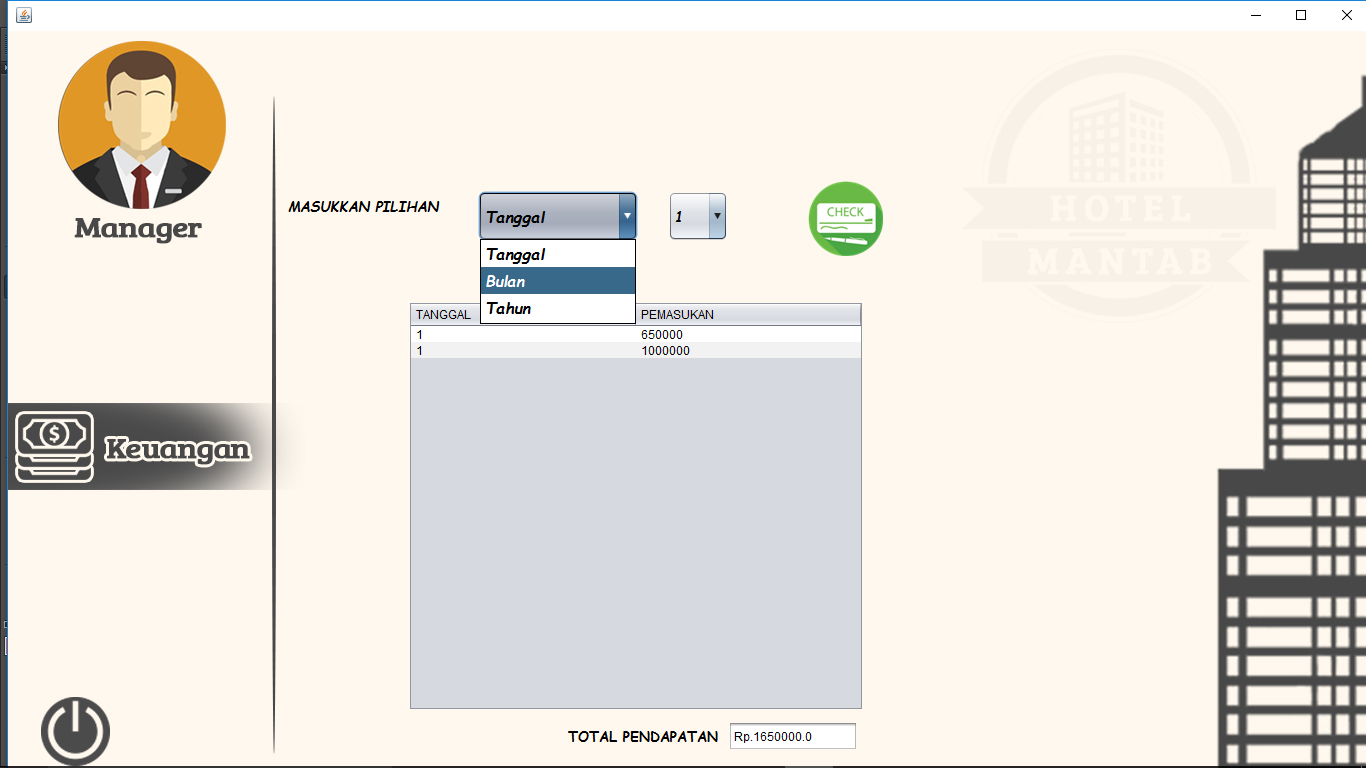 Manager
MASUKKAN PILIHAN
Tanggal
1
CHECK
HOTEL
MANTAB
Tanggal
Bulan
Tahun
TANGGAL PEMASUKAN
1 650000
1 1000000
Keuangan
TOTAL PENDAPATAN Rp.1650000.0